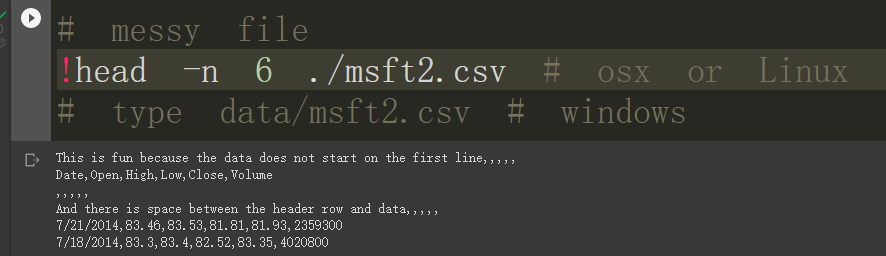 # messy file
!head -n 6 ./msft2.csv # osx or Linux
# type data/msft2.csv # windows
This is fun because the data does not start on the first line,,,,,
Date,Open,High,Low,Close,Volume
,,,,,
And there is space between the header row and data,,,,,
7/21/2014,83.46,83.53,81.81,81.93,2359300
7/18/2014,83.3,83.4,82.52,83.35,4020800